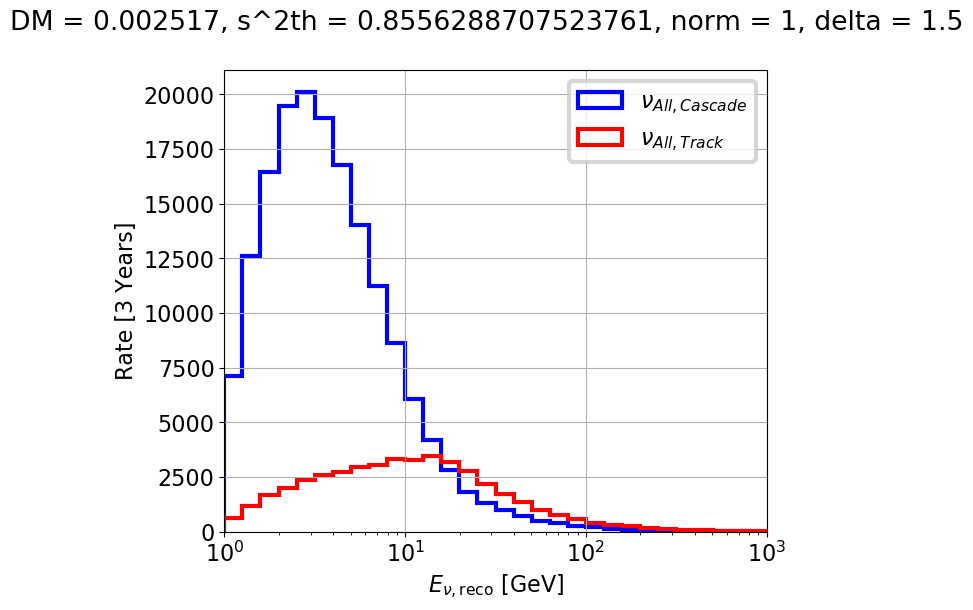 DM = 0.002517, s^2th = 0.8556288707523761, norm = 1, delta = 1.5
ν_All, Cascade
ν_All, Track
20000
17500
15000
12500
10000
7500
5000
2500
0
Rate [3 Years]
10^0
10^1
10^2
10^3
E_ν, reco [GeV]